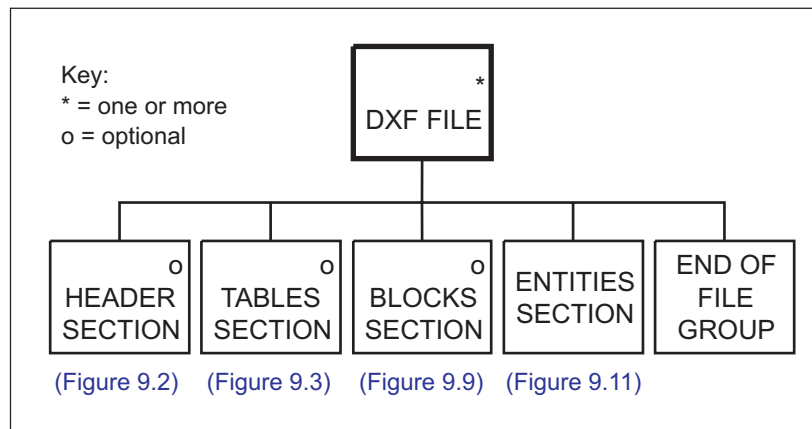 Key:
* = one or more
o = optional
*
DXF FILE
o
HEADER
SECTION
o
TABLES
SECTION
o
BLOCKS
SECTION
ENTITIES
SECTION
END OF
FILE
GROUP
(Figure 9.2)
(Figure 9.3)
(Figure 9.9)
(Figure 9.11)